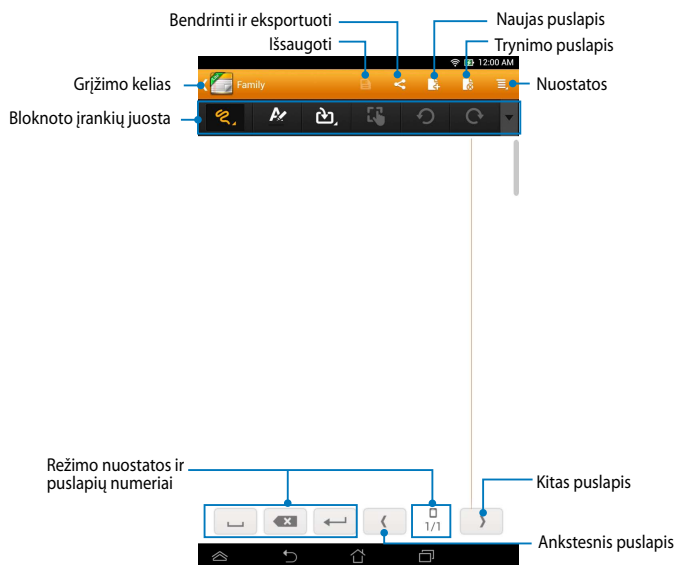 Bendrinti ir eksportuoti
Naujas puslapis
Išsaugoti
Trynimo puslapis
12:00 AM
Grįžimo kelias
Family
Nuostatos
Bloknoto įrankių juosta
Režimo nuostatos ir
puslapių numeriai
Kitas puslapis
1/1
Ankstesnis puslapis